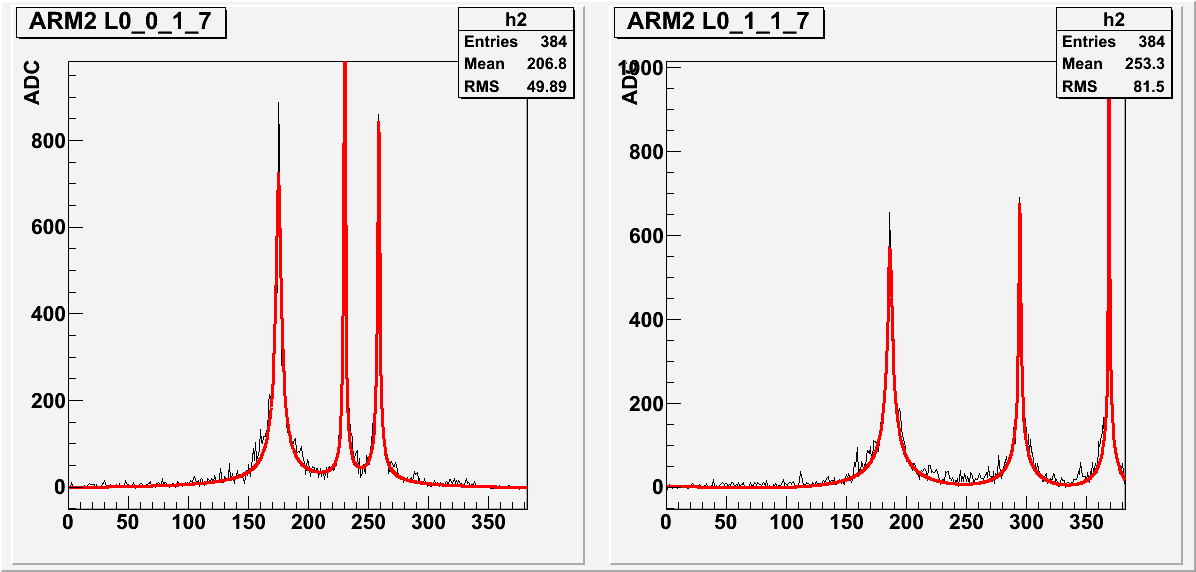 ARM2 L0_0_1_7
h2
Entries 384
Mean 206.8
RMS 49.89
ADC
800
600
400
200
0
0 50 100 150 200 250 300 350
ARM2 L0_1_1_7
h2
Entries 384
Mean 253.3
RMS 81.5
ADC
1000
800
600
400
200
0
0 50 100 150 200 250 300 350